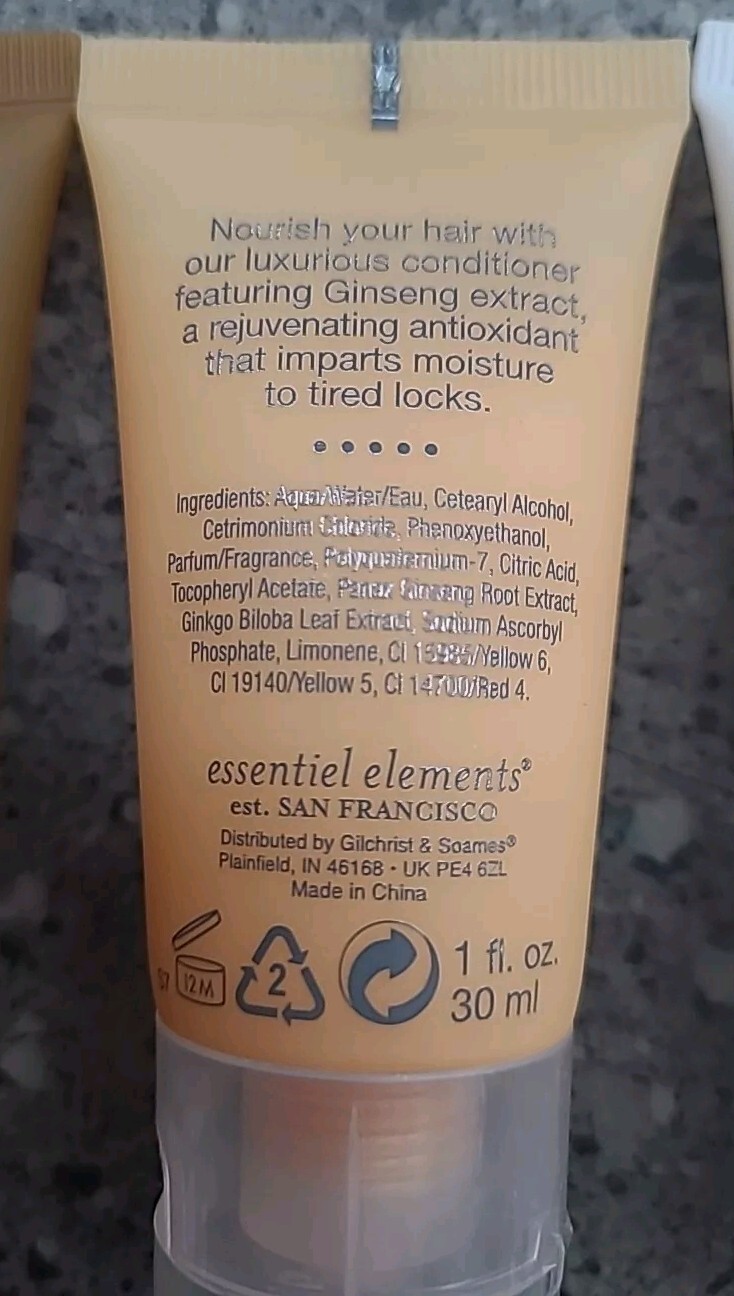 Nourish your hair with
our luxurious conditioner
featuring Ginseng extract,
a rejuvenating antioxidant
that imparts moisture
to tired locks.
Ingredients: Aqua/Water/Eau, Cetearyl Alcohol,
Cetrimonium Chloride, Phenoxyethanol,
Parfum/Fragrance, Polyquaternium-7, Citric Acid,
Tocopheryl Acetate, Panax Ginseng Root Extract,
Ginkgo Biloba Leaf Extract, Sodium Ascorbyl
Phosphate, Limonene, CI 15985/Yellow 6,
CI 19140/Yellow 5, CI 14700/Red 4.
essentiel elements®
est. SAN FRANCISCO
Distributed by Gilchrist & Soames®
Plainfield, IN 46168 • UK PE4 6ZL
Made in China
12M
2
1 fl. oz.
30 ml